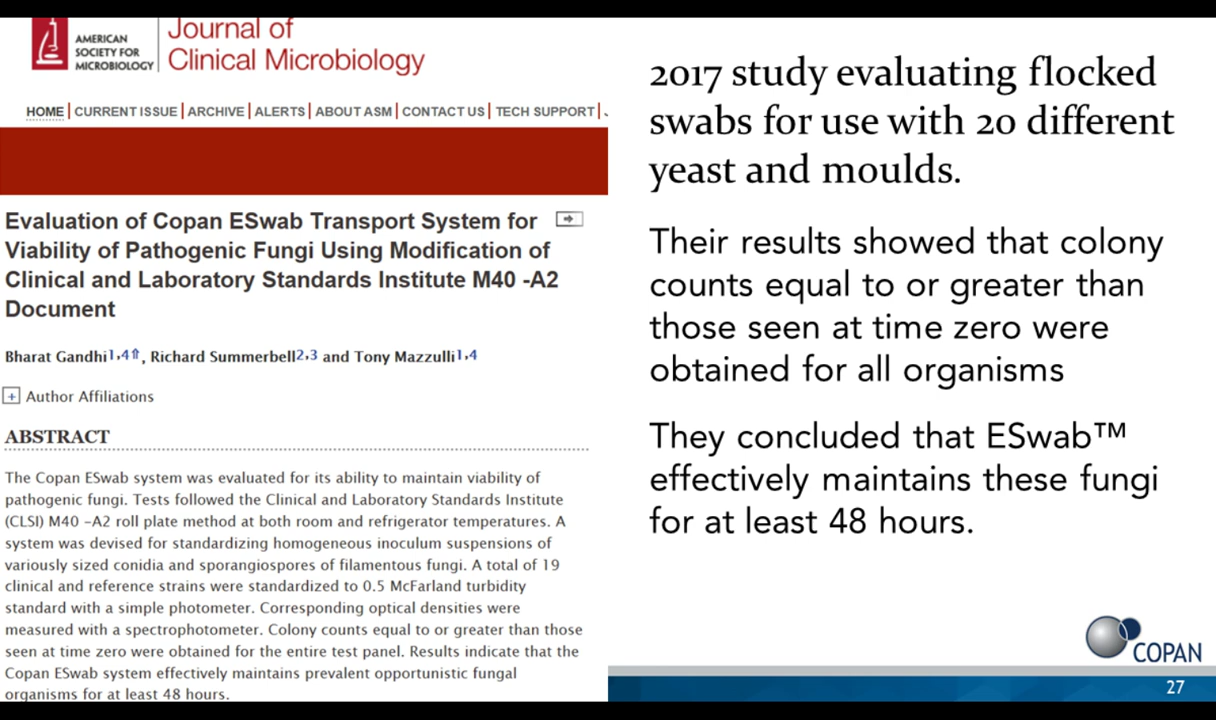 AMERICAN
SOCIETY FOR
MICROBIOLOGY
Journal of
Clinical Microbiology
HOME | CURRENT ISSUE | ARCHIVE | ALERTS | ABOUT ASM | CONTACT US | TECH SUPPORT |
Evaluation of Copan ESwab Transport System for
Viability of Pathogenic Fungi Using Modification of
Clinical and Laboratory Standards Institute M40 -A2
Document
Bharat Gandhi1,4⇑, Richard Summerbell2,3 and Tony Mazzulli1,4
+ Author Affiliations
ABSTRACT
The Copan ESwab system was evaluated for its ability to maintain viability of
pathogenic fungi. Tests followed the Clinical and Laboratory Standards Institute
(CLSI) M40 –A2 roll plate method at both room and refrigerator temperatures. A
system was devised for standardizing homogeneous inoculum suspensions of
variously sized conidia and sporangiospores of filamentous fungi. A total of 19
clinical and reference strains were standardized to 0.5 McFarland turbidity
standard with a simple photometer. Corresponding optical densities were
measured with a spectrophotometer. Colony counts equal to or greater than those
seen at time zero were obtained for the entire test panel. Results indicate that the
Copan ESwab system effectively maintains prevalent opportunistic fungal
organisms for at least 48 hours.
2017 study evaluating flocked
swabs for use with 20 different
yeast and moulds.
Their results showed that colony
counts equal to or greater than
those seen at time zero were
obtained for all organisms
They concluded that ESwab™
effectively maintains these fungi
for at least 48 hours.
COPAN
27